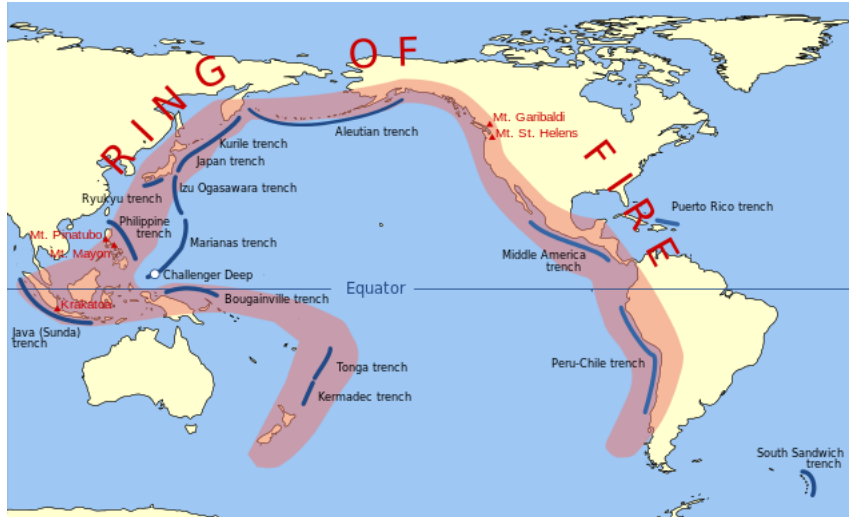 RING OF FIRE
Mt. Garibaldi
Mt. St. Helens
Aleutian trench
Kurile trench
Japan trench
Izu Ogasawara trench
Ryukyu trench
Philippine
trench
Mt. Pinatubo
Mt. Mayon
Marianas trench
Challenger Deep
Puerto Rico trench
Middle America
trench
Equator
Krakatoa
Bougainville trench
Java (Sunda)
trench
Tonga trench
Kermadec trench
Peru-Chile trench
South Sandwich
trench